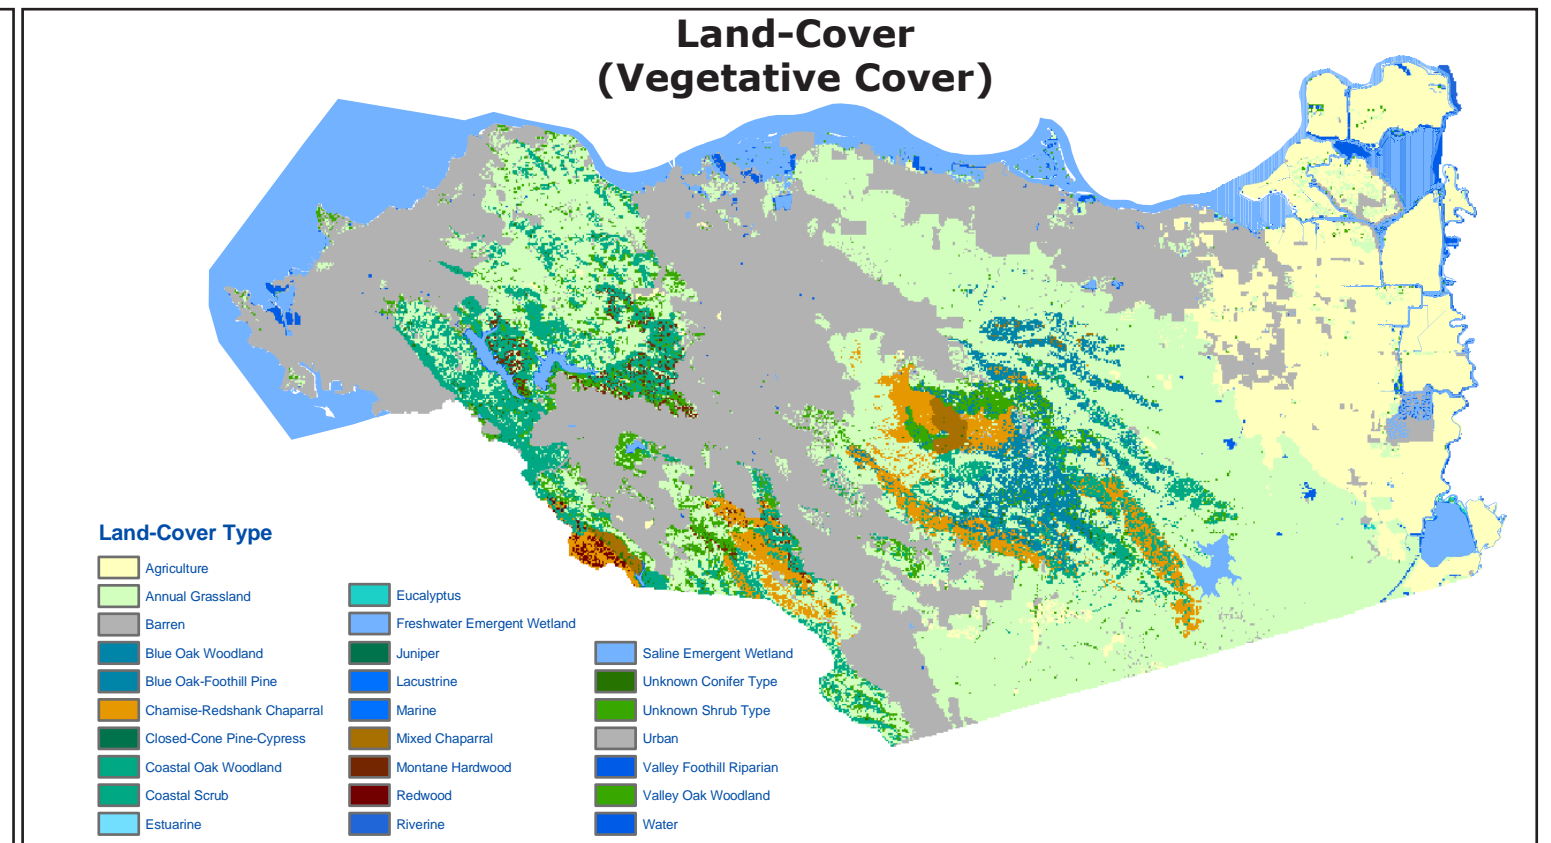 Land-Cover
(Vegetative Cover)
Land-Cover Type
Agriculture
Annual Grassland
Barren
Blue Oak Woodland
Blue Oak-Foothill Pine
Chamise-Redshank Chaparral
Closed-Cone Pine-Cypress
Coastal Oak Woodland
Coastal Scrub
Estuarine
Eucalyptus
Freshwater Emergent Wetland
Juniper
Lacustrine
Marine
Mixed Chaparral
Montane Hardwood
Redwood
Riverine
Saline Emergent Wetland
Unknown Conifer Type
Unknown Shrub Type
Urban
Valley Foothill Riparian
Valley Oak Woodland
Water